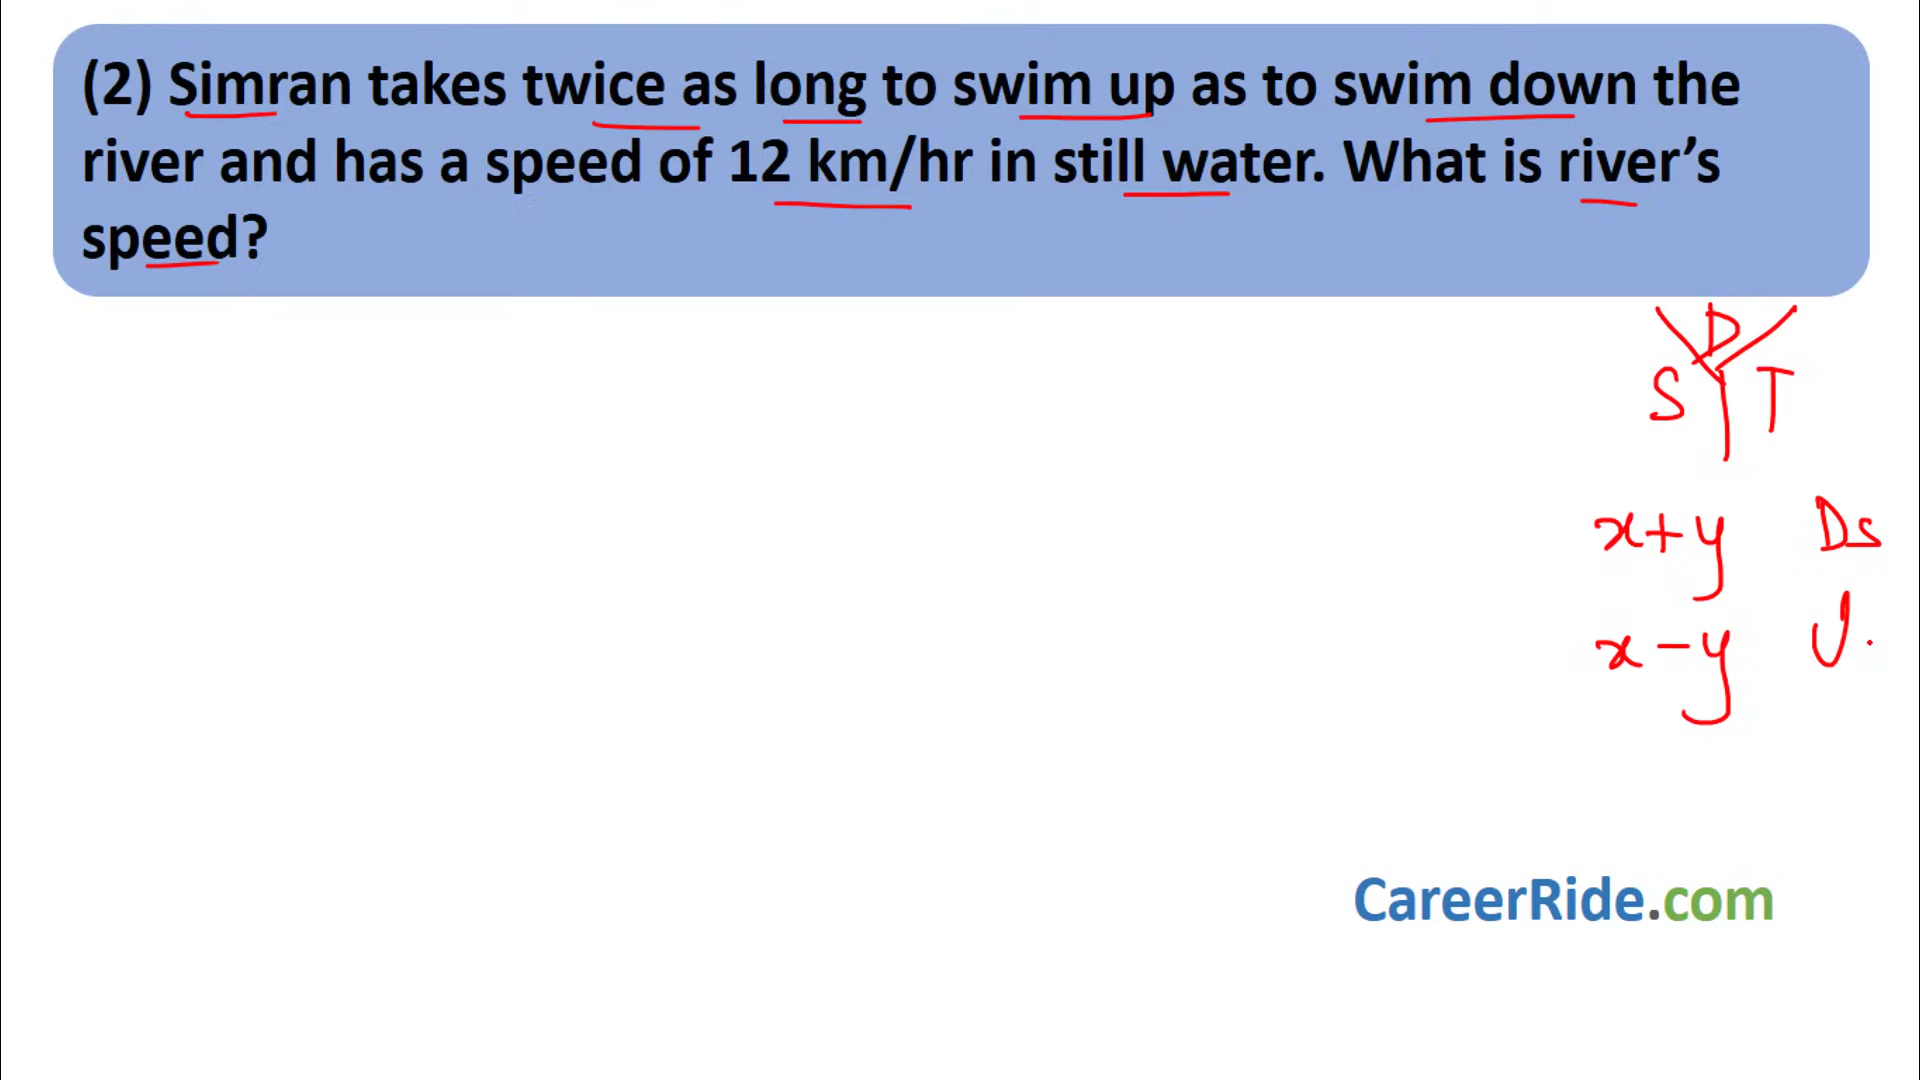 (2) Simran takes twice as long to swim up as to swim down the
river and has a speed of 12 km/hr in still water. What is river’s
speed?
D
S T
x+y Ds
x-y U.
CareerRide.com